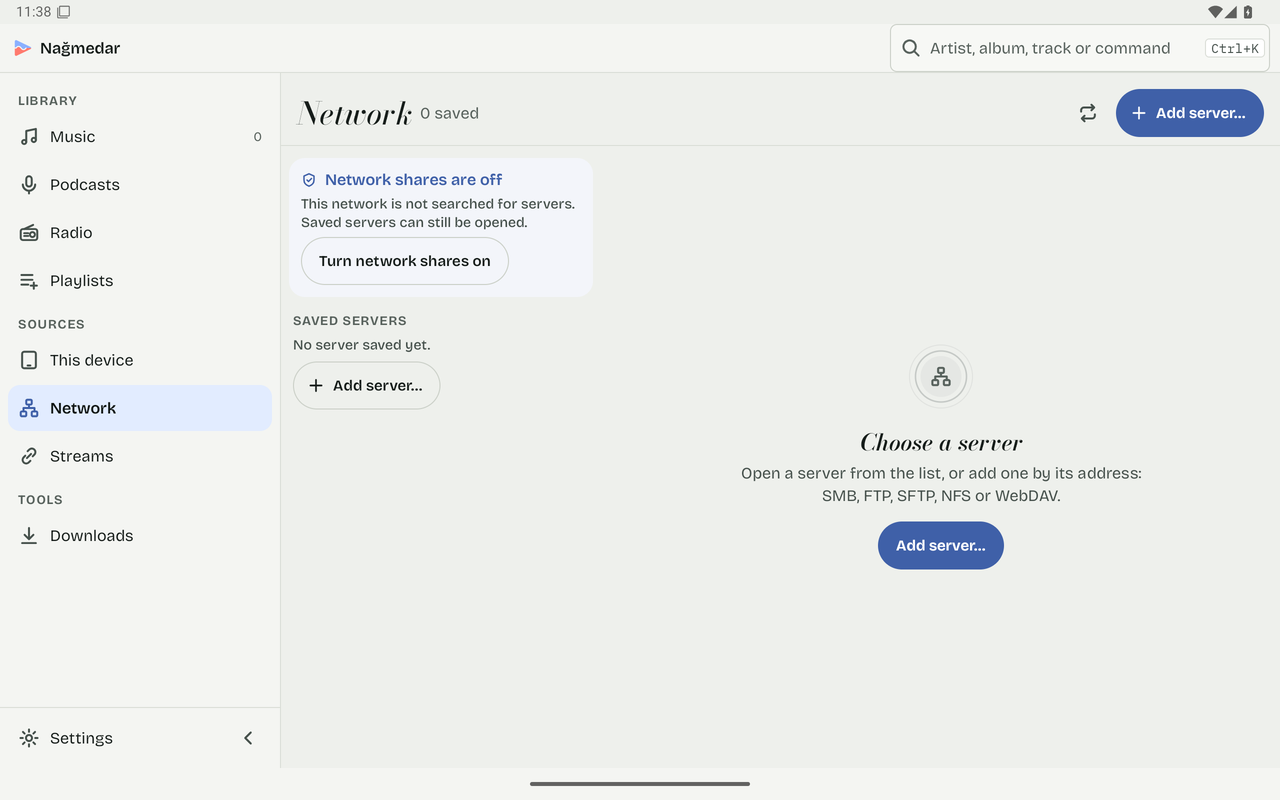 11:38
Nağmedar
Artist, album, track or command
Ctrl+K
LIBRARY
Music
0
Podcasts
Radio
Playlists
SOURCES
This device
Network
Streams
TOOLS
Downloads
Settings
Network 0 saved
Add server...
Network shares are off
This network is not searched for servers.
Saved servers can still be opened.
Turn network shares on
SAVED SERVERS
No server saved yet.
Add server...
Choose a server
Open a server from the list, or add one by its address:
SMB, FTP, SFTP, NFS or WebDAV.
Add server...